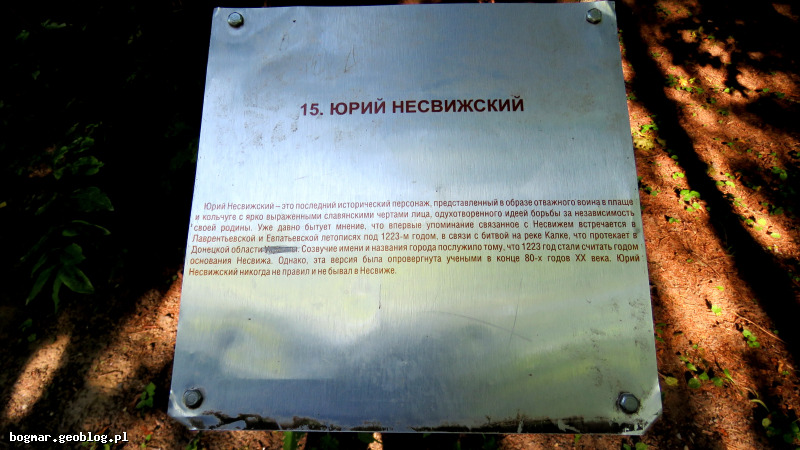 15. ЮРИЙ НЕСВИЖСКИЙ
Юрий Несвижский – это последний исторический персонаж, представленный в образе отважного воина в плаще
и кольчуге с ярко выраженными славянскими чертами лица, одухотворенного идеей борьбы за независимость
своей родины. Уже давно бытует мнение, что впервые упоминание связанное с Несвижем встречается в
Лаврентьевской и Евпатьевской летописях под 1223-м годом, в связи с битвой на реке Калке, что протекает в
Донецкой области Созвучие имени и названия города послужило тому, что 1223 год стали считать годом
основания Несвижа. Однако, эта версия была опровергнута учеными в конце 80-х годов XX века. Юрий
Несвижский никогда не правил и не бывал в Несвиже.
bogmar.geoblog.pl